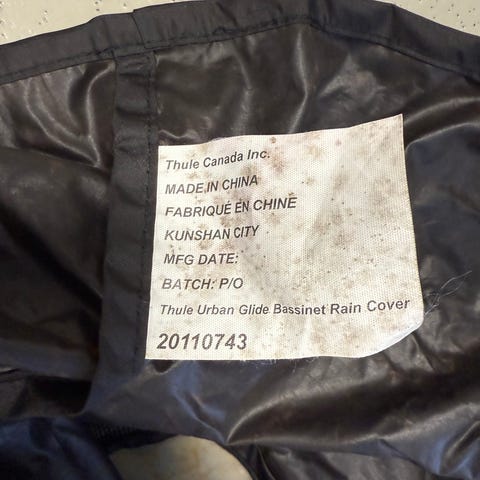 Thule Canada Inc.
MADE IN CHINA
FABRIQUÉ EN CHINE
KUNSHAN CITY
MFG DATE:
BATCH: P/O
Thule Urban Glide Bassinet Rain Cover
20110743